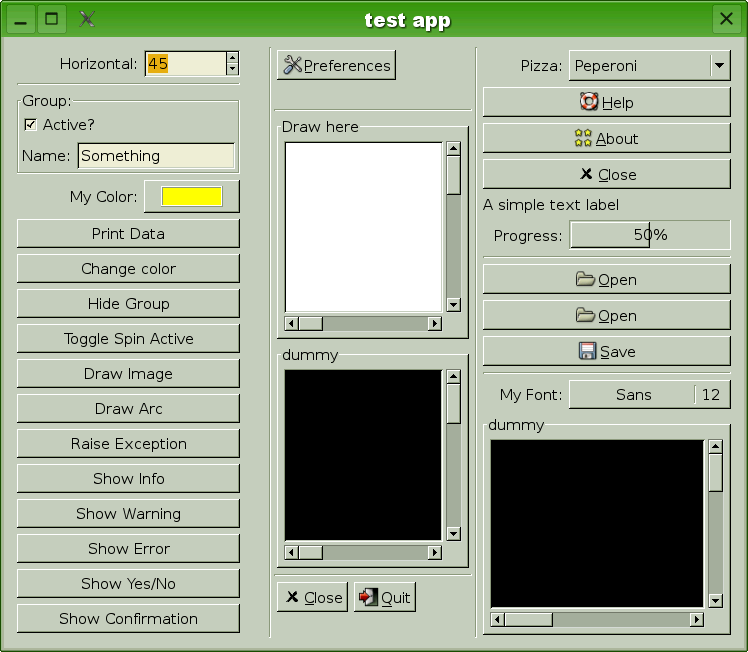 test app
Horizontal: 45
Group:
Active?
Name: Something
My Color:
Print Data
Change color
Hide Group
Toggle Spin Active
Draw Image
Draw Arc
Raise Exception
Show Info
Show Warning
Show Error
Show Yes/No
Show Confirmation
Preferences
Draw here
dummy
Close Quit
Pizza: Peperoni
Help
About
Close
A simple text label
Progress: 50%
Open
Open
Save
My Font: Sans 12
dummy